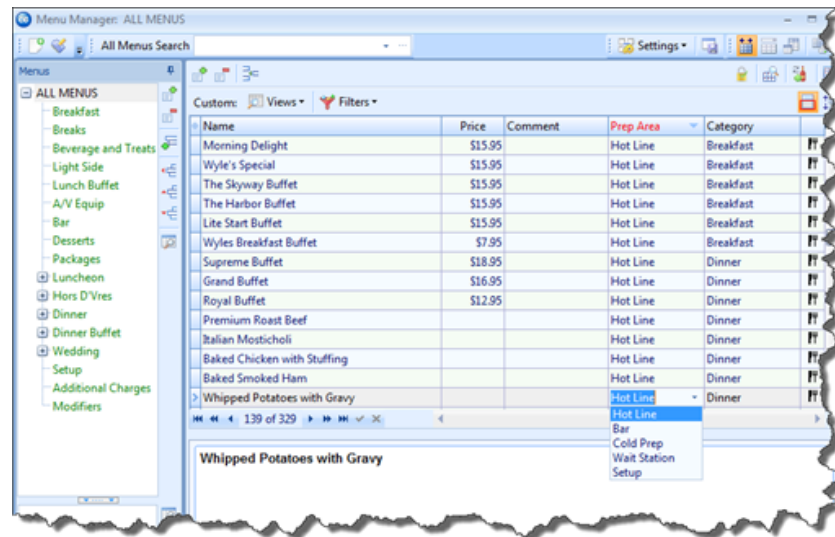 Menu Manager: ALL MENUS
All Menus Search
Settings
Menus
ALL MENUS
Breakfast
Breaks
Beverage and Treats
Light Side
Lunch Buffet
A/V Equip
Bar
Desserts
Packages
Luncheon
Hors D'Vres
Dinner
Dinner Buffet
Wedding
Setup
Additional Charges
Modifiers
Custom: Views Filters
Name Price Comment Prep Area Category
Morning Delight $15.95 Hot Line Breakfast
Wyle's Special $15.95 Hot Line Breakfast
The Skyway Buffet $15.95 Hot Line Breakfast
The Harbor Buffet $15.95 Hot Line Breakfast
Lite Start Buffet $15.95 Hot Line Breakfast
Wyles Breakfast Buffet $7.95 Hot Line Breakfast
Supreme Buffet $18.95 Hot Line Dinner
Grand Buffet $16.95 Hot Line Dinner
Royal Buffet $12.95 Hot Line Dinner
Premium Roast Beef Hot Line Dinner
Italian Mosticholi Hot Line Dinner
Baked Chicken with Stuffing Hot Line Dinner
Baked Smoked Ham Hot Line Dinner
Whipped Potatoes with Gravy Hot Line Dinner
Hot Line
Bar
Cold Prep
Wait Station
Setup
139 of 329
Whipped Potatoes with Gravy